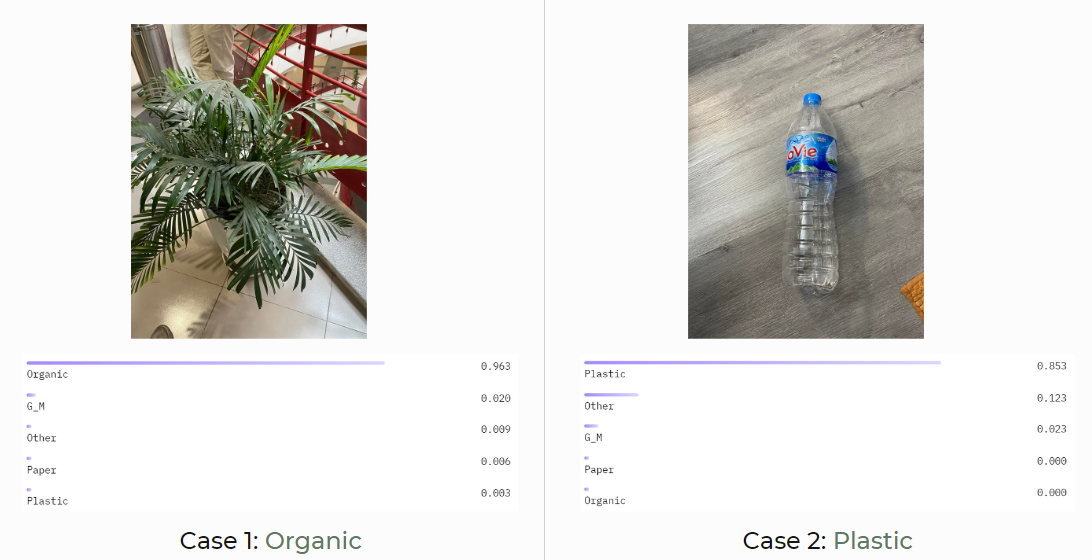 oVie
Organic 0.963
G_M 0.020
Other 0.009
Paper 0.006
Plastic 0.003
Case 1: Organic
Plastic 0.853
Other 0.123
G_M 0.023
Paper 0.000
Organic 0.000
Case 2: Plastic